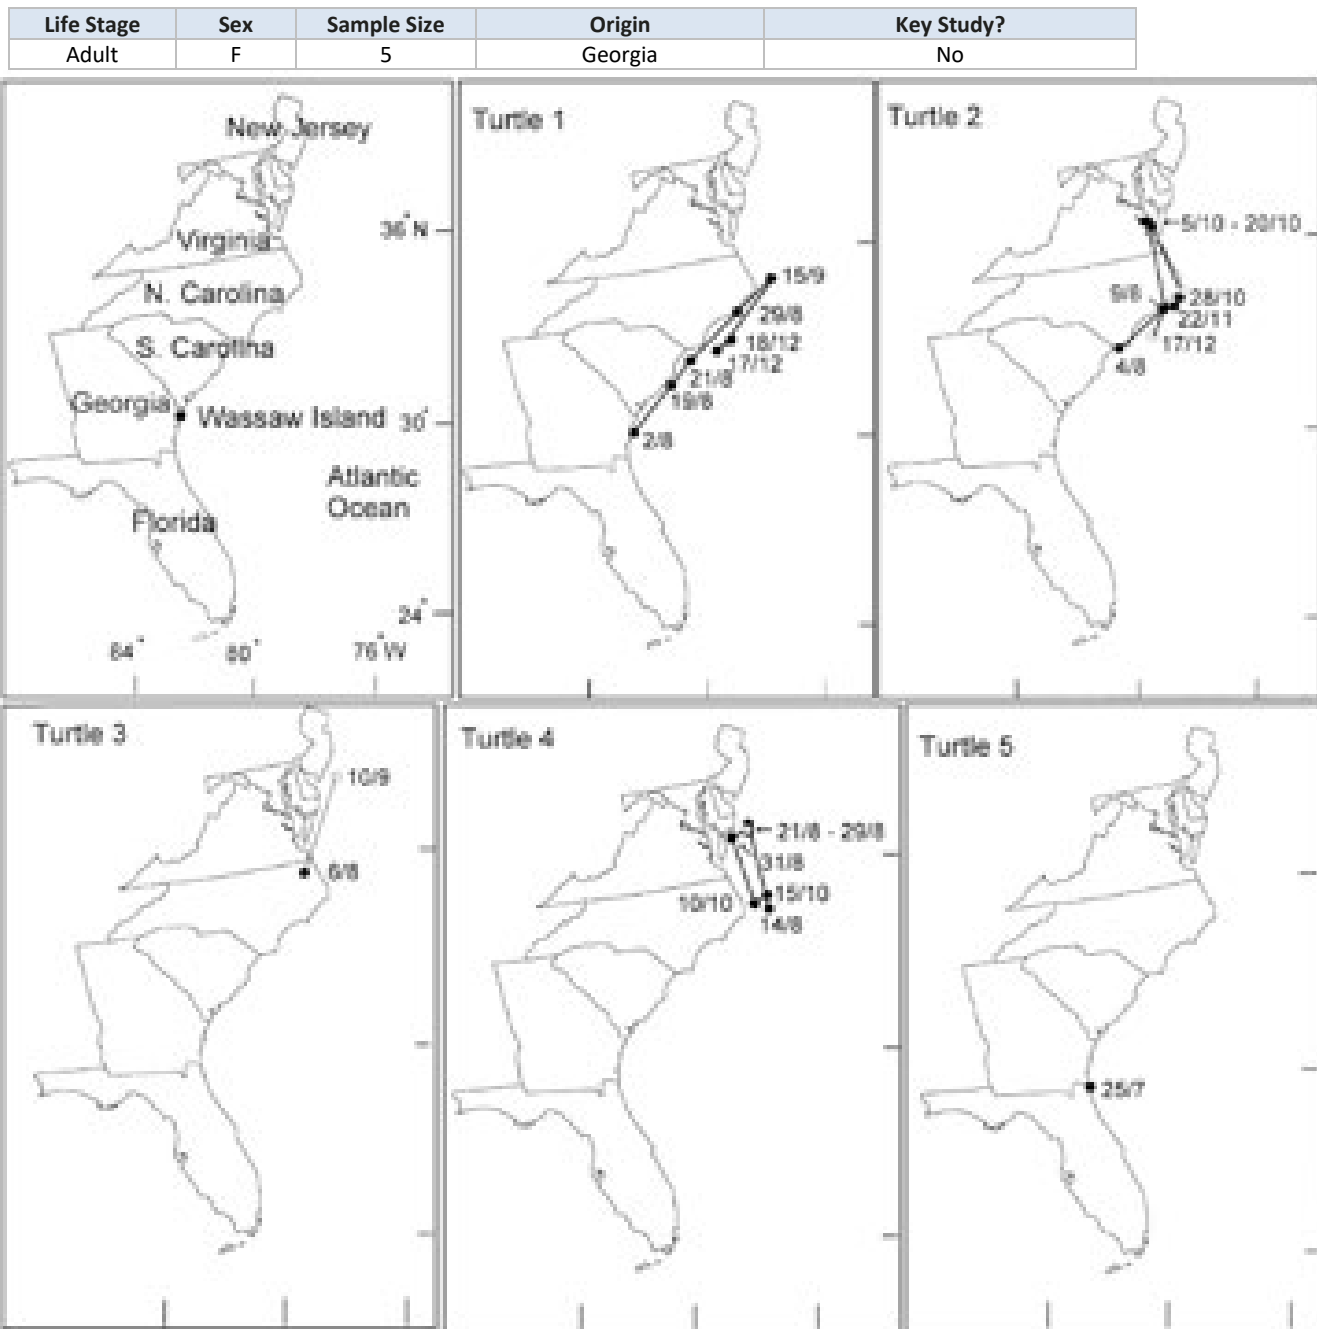 Life Stage Sex Sample Size Origin Key Study?
Adult F 5 Georgia No
New Jersey
36° N
Virginia
N. Carolina
S. Carolina
Georgia
Wassaw Island 30°
Atlantic
Ocean
Florida
24°
84° 80° 76°W
Turtle 1
15/9
29/8
18/12
17/12
21/8
19/8
2/8
Turtle 2
5/10 - 20/10
9/8
28/10
22/11
17/12
4/8
Turtle 3
10/9
6/8
Turtle 4
21/8 - 29/8
31/8
15/10
10/10
14/8
Turtle 5
25/7